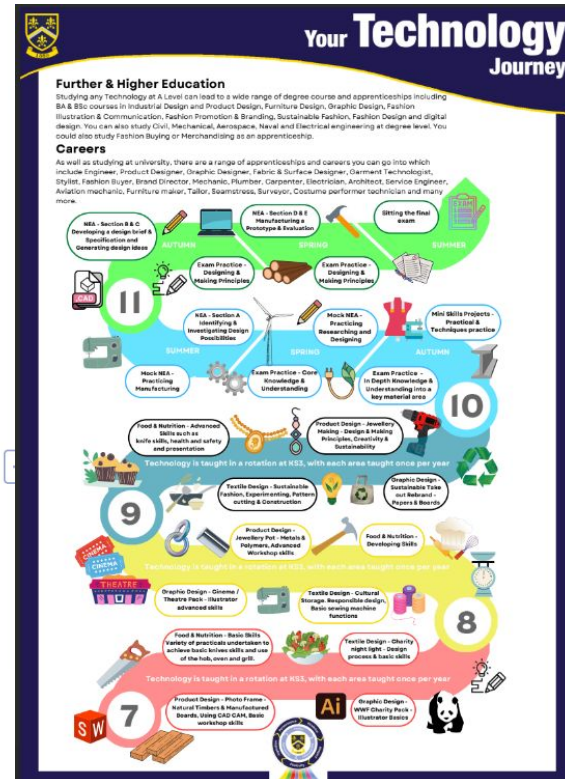 Your Technology
Journey
Further & Higher Education
Studying any Technology at A Level can lead to a wide range of degree course and apprenticeships including
BA & BSc courses in Industrial Design and Product Design, Furniture Design, Graphic Design, Fashion
Illustration & Communication, Fashion Promotion & Branding, Sustainable Fashion, Fashion Design and digital
design. You can also study Civil, Mechanical, Aerospace, Naval and Electrical engineering at degree level. You
could also study Fashion Buying or Merchandising as an apprenticeship.
Careers
As well as studying at university, there are a range of apprenticeships and careers you can go into which
include Engineer, Product Designer, Graphic Designer, Fabric & Surface Designer, Garment Technologist,
Stylist, Fashion Buyer, Brand Director, Mechanic, Plumber, Carpenter, Electrician, Architect, Service Engineer,
Aviation mechanic, Furniture maker, Tailor, Seamstress, Surveyor, Costume performer technician and many
more.
NEA - Section B & C
Developing a design brief &
Specification and
Generating design ideas
NEA - Section D & E
Manufacturing a
Prototype & Evaluation
Sitting the final
exam
EXAM
AUTUMN
SPRING
SUMMER
Exam Practice -
Designing &
Making Principles
Exam Practice -
Designing &
Making Principles
.CAD
11
NEA - Section A
Identifying &
Investigating Design
Possibilities
Mock NEA -
Practicing
Researching and
Designing
Mini Skills Projects -
Practical &
Techniques practice
SUMMER
SPRING
AUTUMN
Mock NEA -
Practicing
Manufacturing
Exam Practice - Core
Knowledge &
Understanding
Exam Practice -
In Depth Knowledge &
Understanding into a
key material area
10
Food & Nutrition - Advanced
Skills such as
knife skills, health and safety
and presentation
Product Design - Jewellery
Making - Design & Making
Principles, Creativity &
Sustainability
Technology is taught in a rotation at KS3, with each area taught once per year
9
Textile Design - Sustainable
Fashion, Experimenting, Pattern
cutting & Construction
Graphic Design -
Sustainable Take
out Rebrand -
Papers & Boards
Product Design -
Jewellery Pot - Metals &
Polymers, Advanced
Workshop skills
Food & Nutrition -
Developing Skills
CINEMA
CINEMA
Technology is taught in a rotation at KS3, with each area taught once per year
THEATRE
Graphic Design - Cinema /
Theatre Pack - Illustrator
advanced skills
Textile Design - Cultural
Storage. Responsible design,
Basic sewing machine
functions
8
Food & Nutrition - Basic Skills
Variety of practicals undertaken to
achieve basic knives skills and use
of the hob, oven and grill.
Textile Design - Charity
night light - Design
process & basic skills
Technology is taught in a rotation at KS3, with each area taught once per year
7
SW
Product Design - Photo Frame -
Natural Timbers & Manufactured
Boards, Using CAD CAM, Basic
workshop skills
Ai
Graphic Design -
WWF Charity Pack -
Illustrator Basics